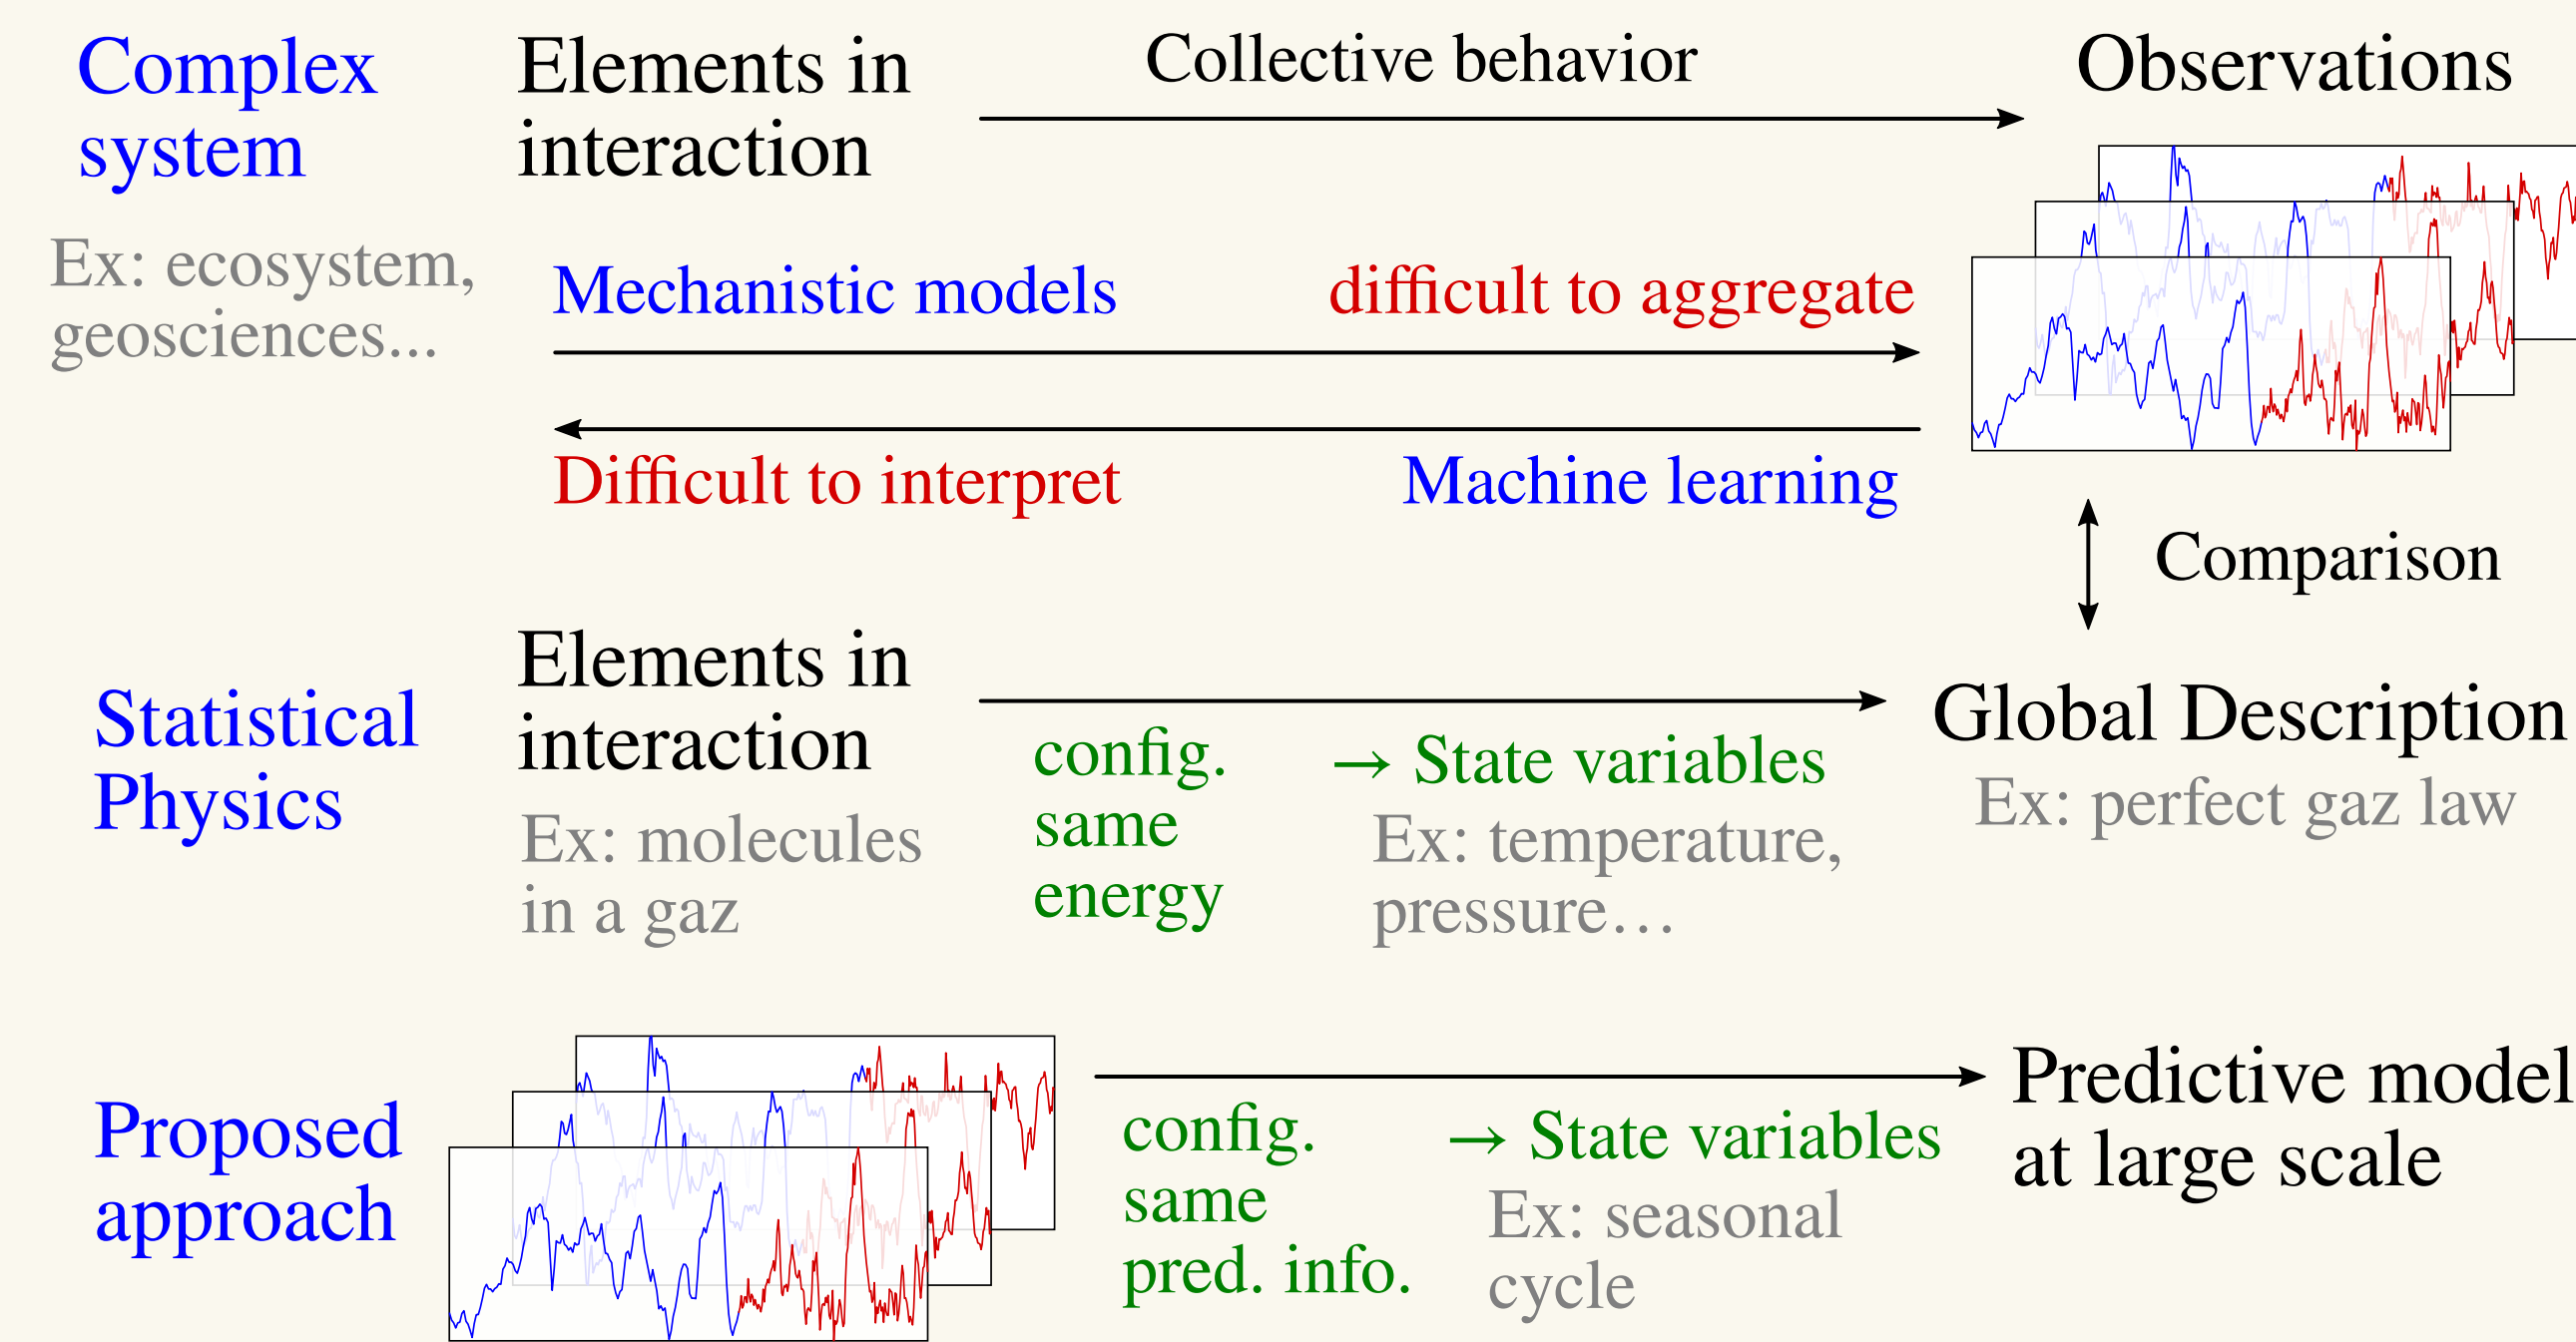 Complex
system
Elements in
interaction
Collective behavior
Observations
Ex: ecosystem,
geosciences...
Mechanistic models
difficult to aggregate
Difficult to interpret
Machine learning
Comparison
Statistical
Physics
Elements in
interaction
Ex: molecules
in a gaz
config.
same
energy
→ State variables
Ex: temperature,
pressure…
Global Description
Ex: perfect gaz law
Proposed
approach
config.
same
pred. info.
→ State variables
Ex: seasonal
cycle
Predictive model
at large scale